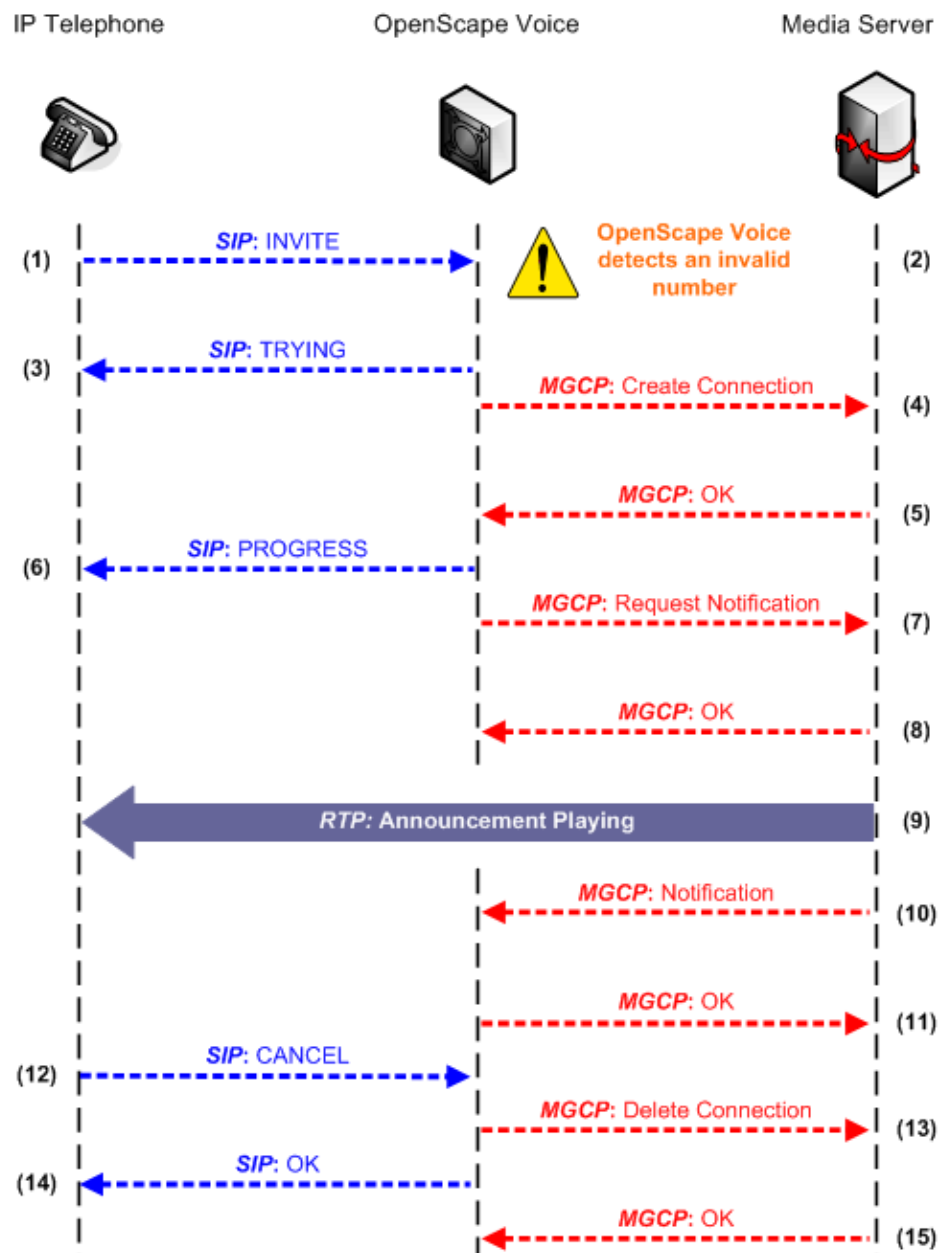 IP Telephone OpenScape Voice Media Server
(1) SIP: INVITE OpenScape Voice (2)
detects an invalid
number
(3) SIP: TRYING
MGCP: Create Connection (4)
MGCP: OK (5)
(6) SIP: PROGRESS
MGCP: Request Notification (7)
MGCP: OK (8)
RTP: Announcement Playing (9)
MGCP: Notification (10)
MGCP: OK (11)
(12) SIP: CANCEL
MGCP: Delete Connection (13)
(14) SIP: OK
MGCP: OK (15)